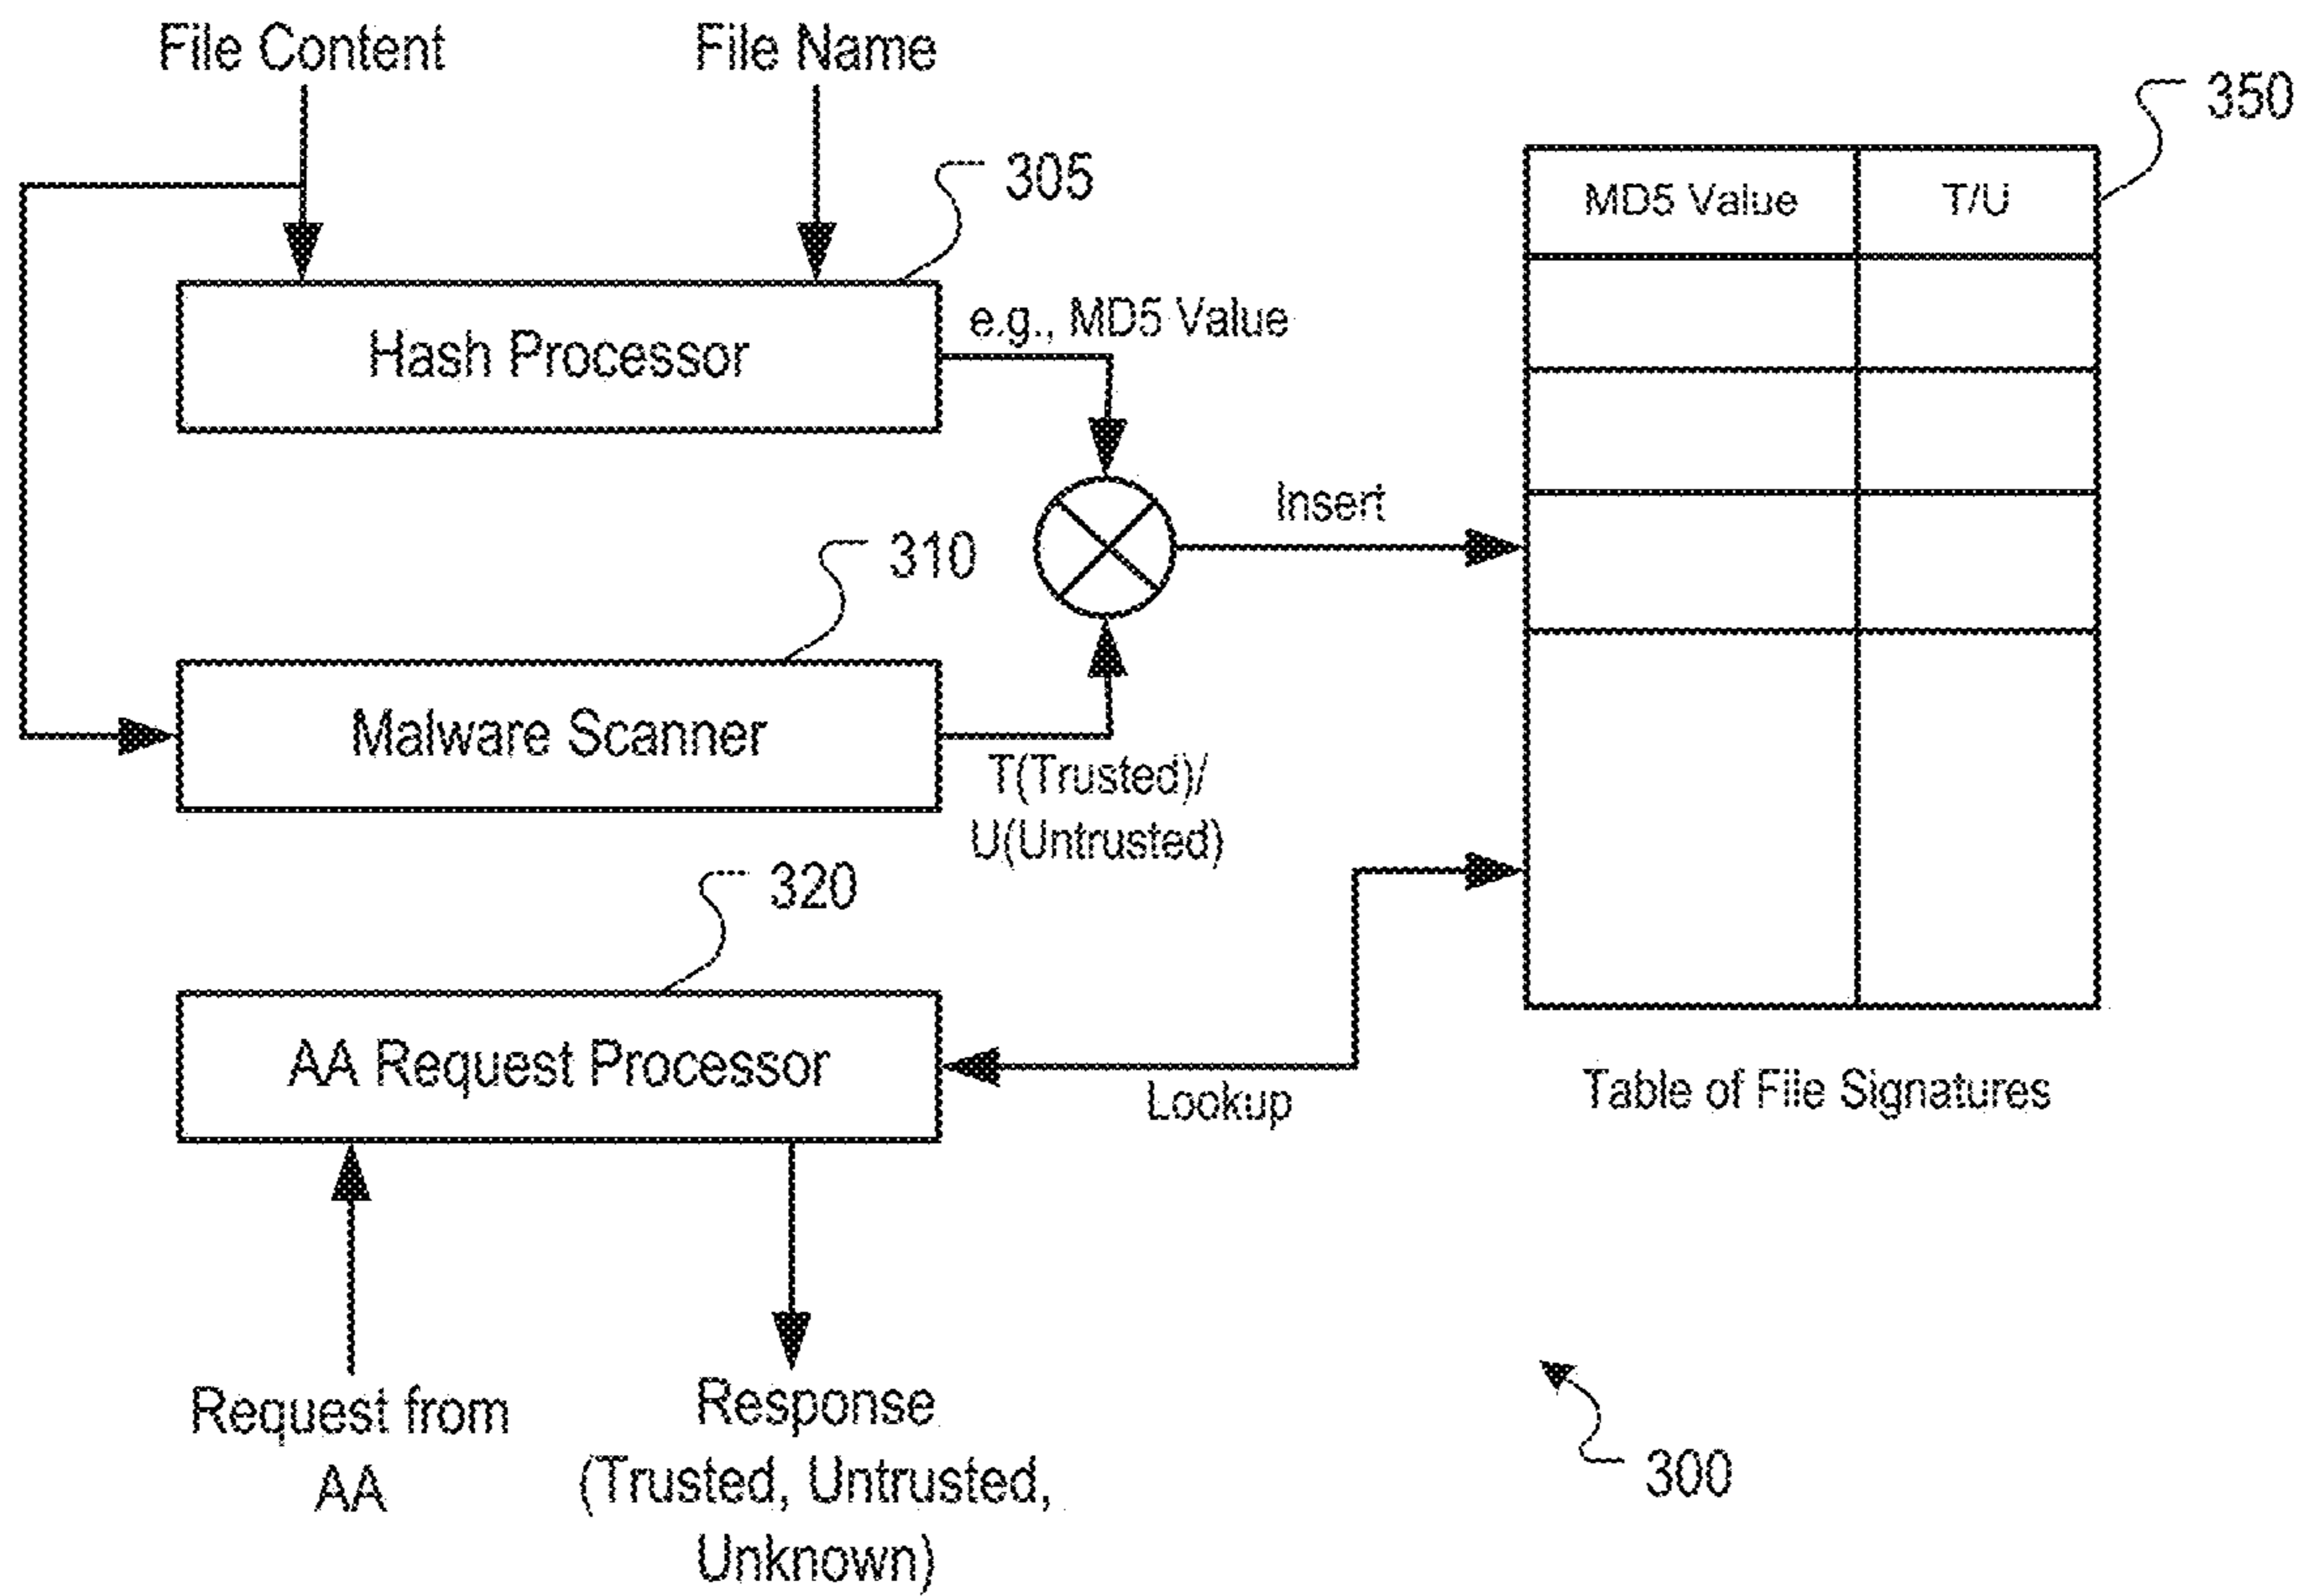 File Content
File Name
350
305
MD5 Value
T/U
Hash Processor
e.g., MD5 Value
Insert
310
Malware Scanner
T(Trusted)/
U(Untrusted)
320
AA Request Processor
Lookup
Table of File Signatures
Request from
AA
Response
(Trusted, Untrusted,
Unknown)
300